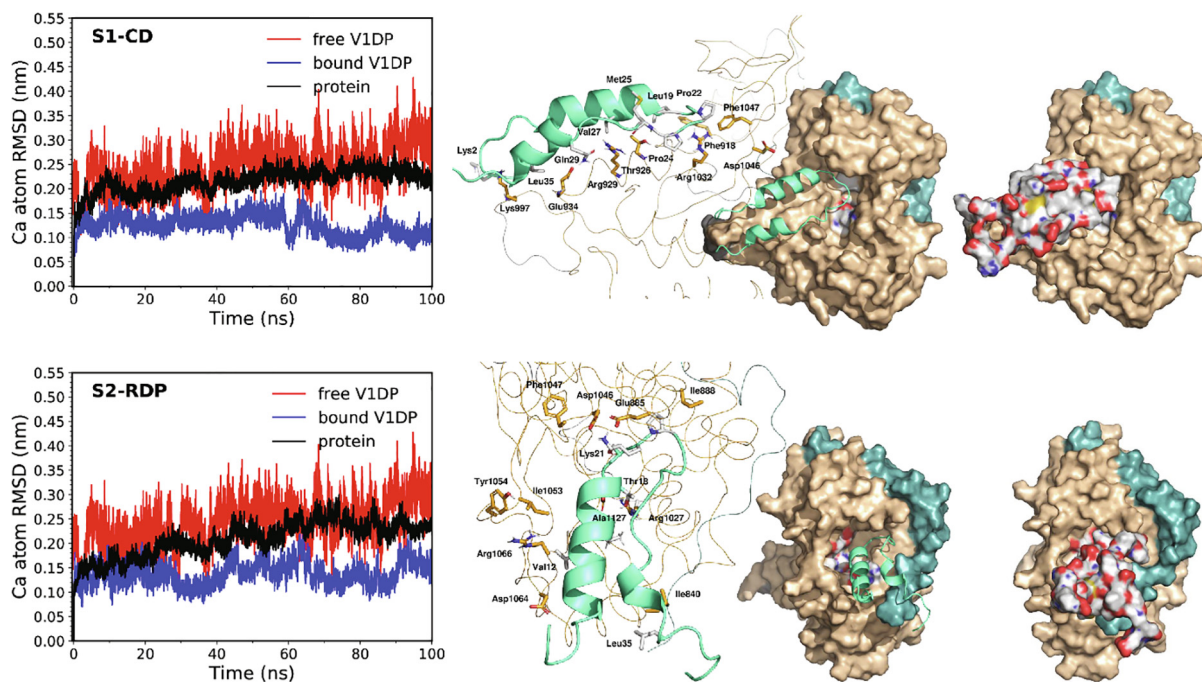 S1-CD
free V1DP
bound V1DP
protein
Ca atom RMSD (nm)
0.55
0.50
0.45
0.40
0.35
0.30
0.25
0.20
0.15
0.10
0.05
0.00
0 20 40 60 80 100
Time (ns)
Met25
Leu19 Pro22
Phe1047
Val27
Phe918
Lys2
Gln29
Pro24
Asp1046
Leu35
Thr926
Arg1032
Arg929
Lys997
Glu934
S2-RDP
free V1DP
bound V1DP
protein
Ca atom RMSD (nm)
0.55
0.50
0.45
0.40
0.35
0.30
0.25
0.20
0.15
0.10
0.05
0.00
0 20 40 60 80 100
Time (ns)
Phe1047
Asp1046
Glu885
Ile888
Lys21
Tyr1054
Ile1053
Thr18
Ala1127
Arg1027
Arg1066
Val12
Asp1064
Ile840
Leu35